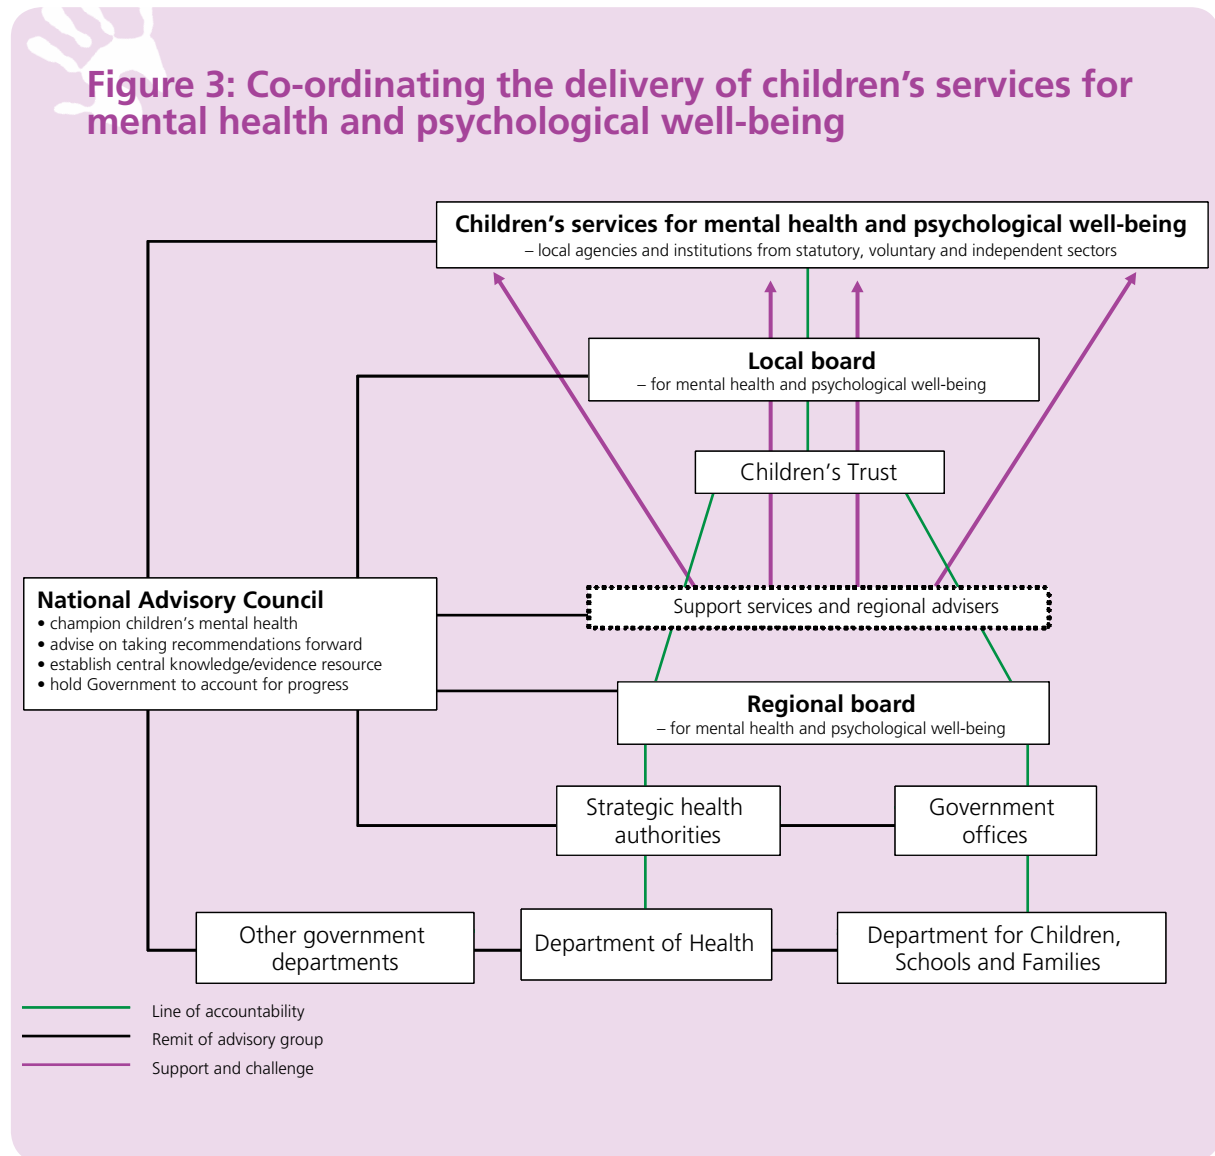 Figure 3: Co-ordinating the delivery of children’s services for
mental health and psychological well-being
Children’s services for mental health and psychological well-being
– local agencies and institutions from statutory, voluntary and independent sectors
Local board
– for mental health and psychological well-being
Children’s Trust
National Advisory Council
• champion children’s mental health
• advise on taking recommendations forward
• establish central knowledge/evidence resource
• hold Government to account for progress
Support services and regional advisers
Regional board
– for mental health and psychological well-being
Strategic health
authorities
Government
offices
Other government
departments
Department of Health
Department for Children,
Schools and Families
Line of accountability
Remit of advisory group
Support and challenge